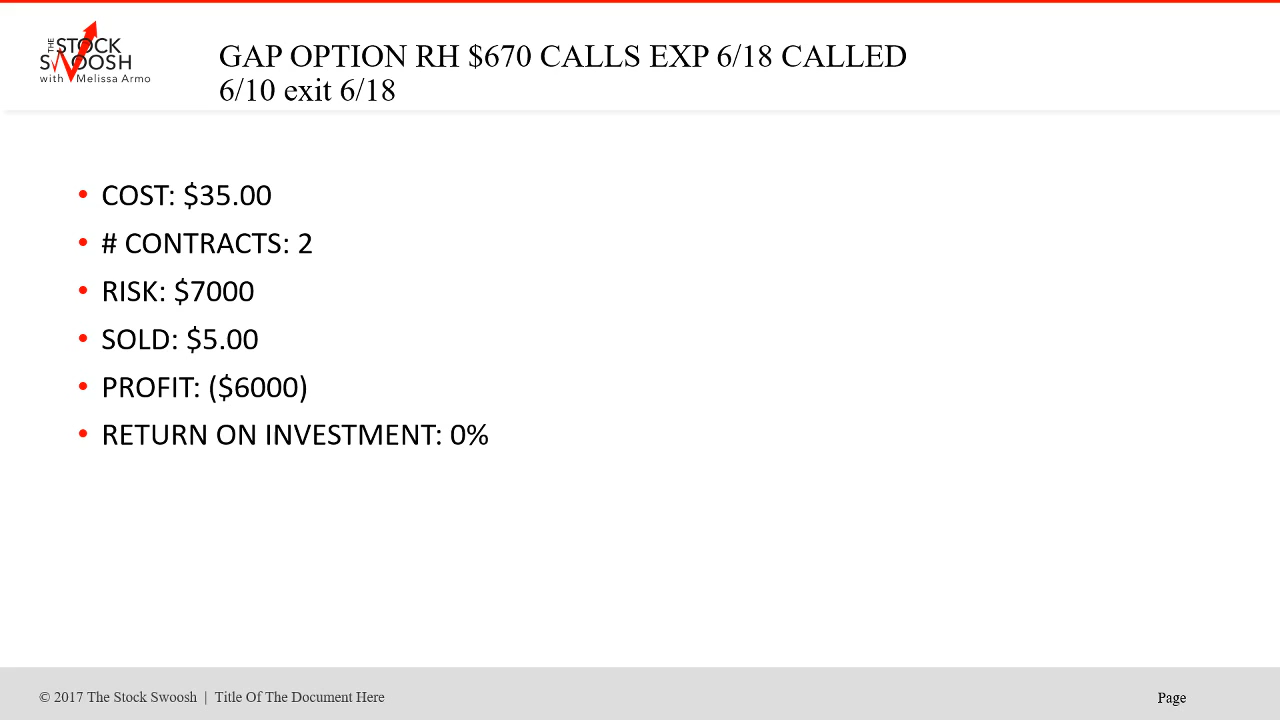 THE
STOCK
SWOOSH
with Melissa Armo
GAP OPTION RH $670 CALLS EXP 6/18 CALLED
6/10 exit 6/18
• COST: $35.00
• # CONTRACTS: 2
• RISK: $7000
• SOLD: $5.00
• PROFIT: ($6000)
• RETURN ON INVESTMENT: 0%
© 2017 The Stock Swoosh | Title Of The Document Here
Page